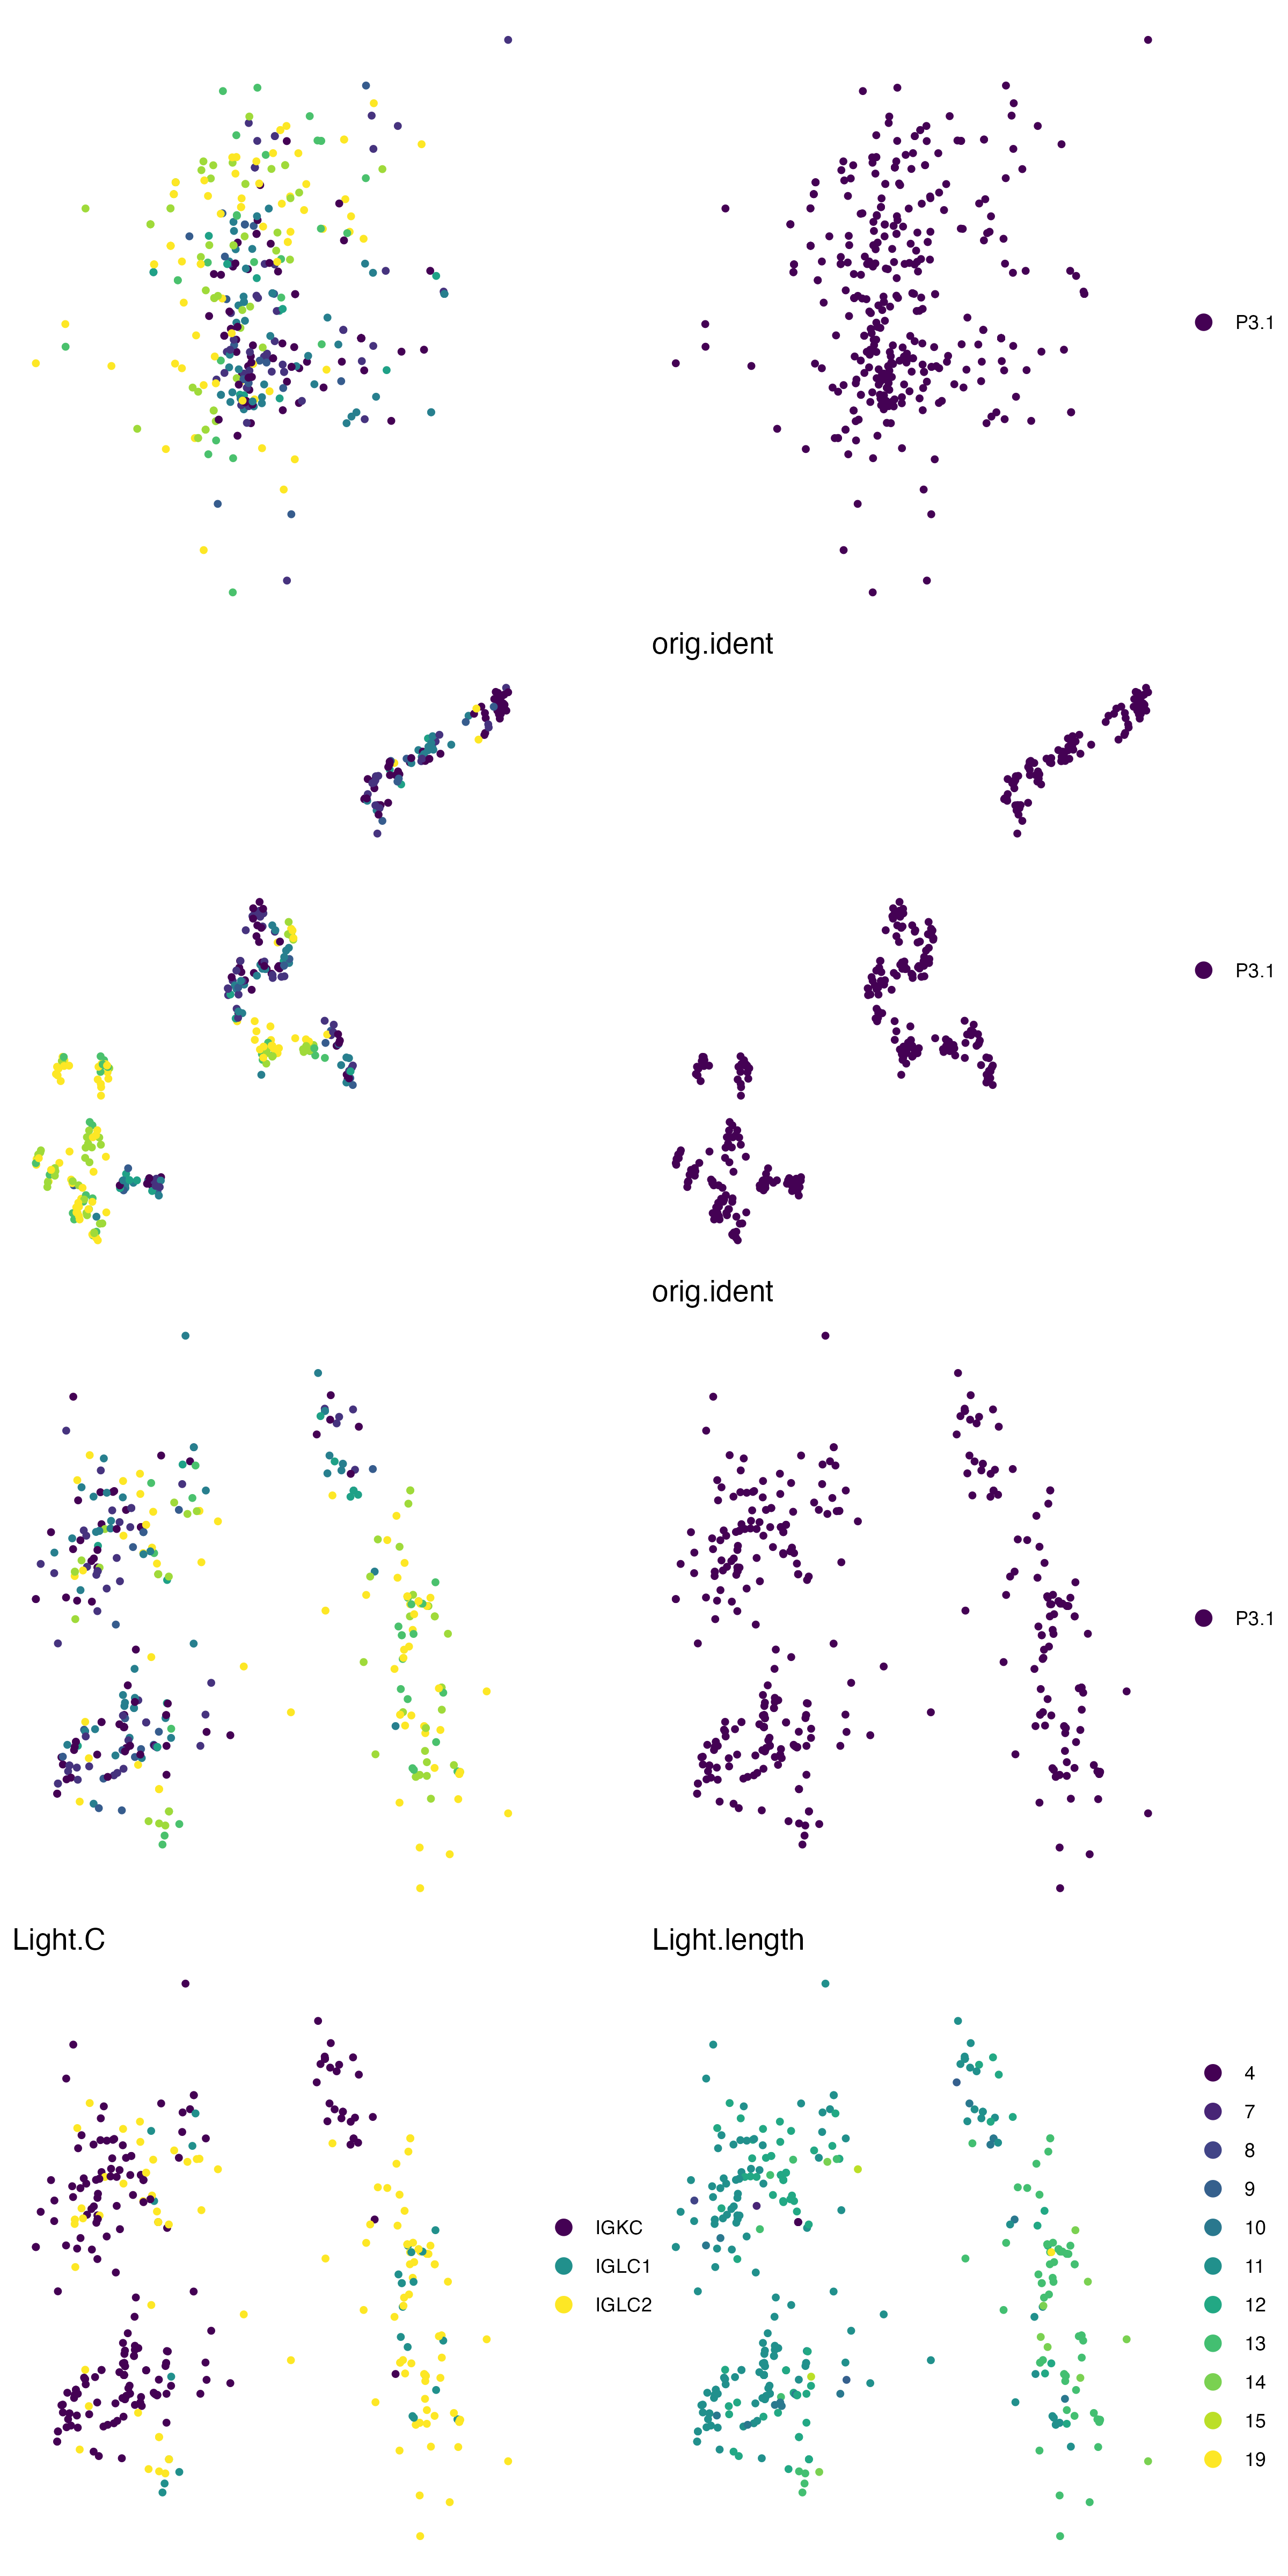 P3.1
orig.ident
P3.1
orig.ident
P3.1
Light.C
IGKC
IGLC1
IGLC2
Light.length
4
7
8
9
10
11
12
13
14
15
19